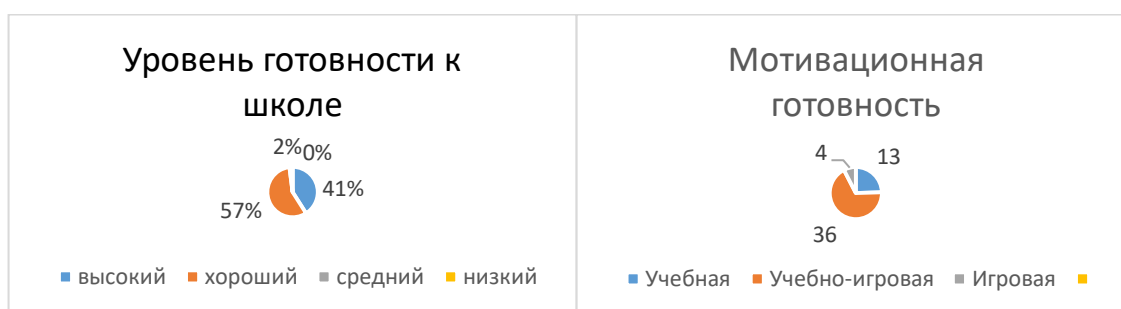 Уровень готовности к
школе
2% 0%
41%
57%
высокий хороший средний низкий
Мотивационная
готовность
4 13
36
Учебная Учебно-игровая Игровая